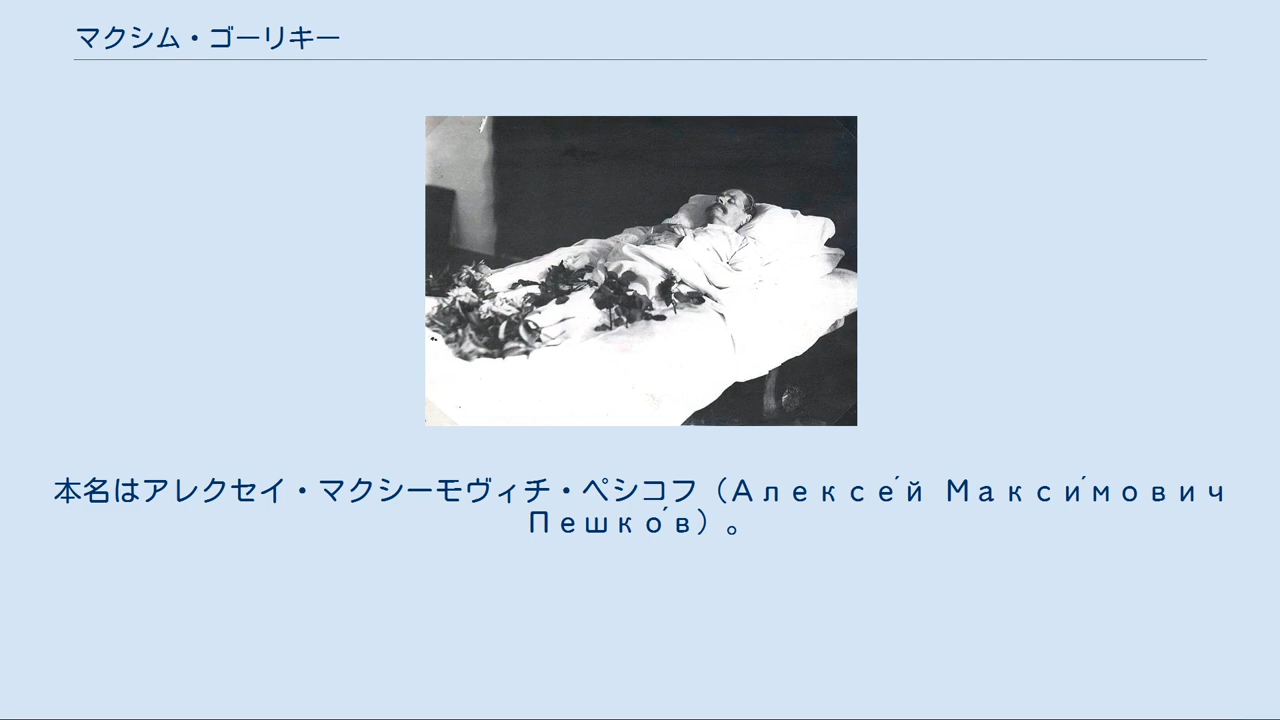 マクシム・ゴーリキー
本名はアレクセイ・マクシーモヴィチ・ペシコフ（Алексе́й Макси́мович
Пешко́в）。